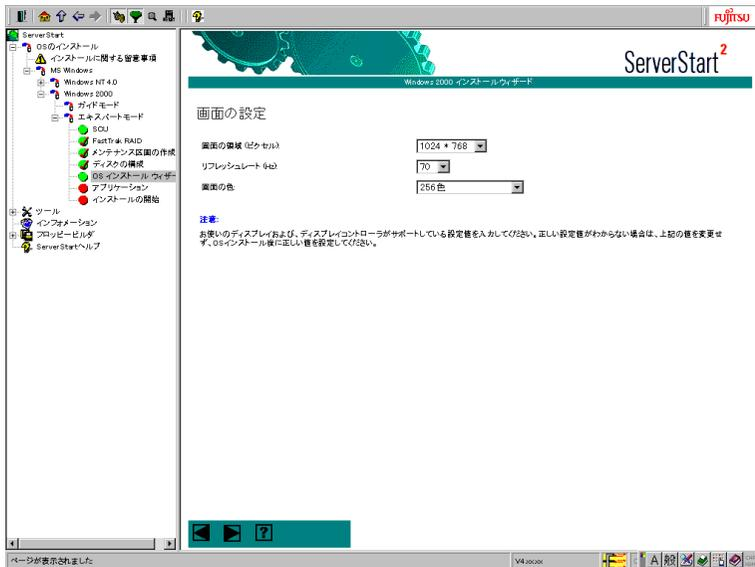 FUJITSU
ServerStart
OSのインストール
インストールに関する留意事項
MS Windows
Windows NT 4.0
Windows 2000
ガイドモード
エキスパートモード
SCU
FastTrak RAID
メンテナンス区画の作成
ディスクの構成
OS インストール ウィザー
アプリケーション
インストールの開始
ツール
インフォメーション
フロッピービルダ
ServerStartヘルプ
ServerStart2
Windows 2000 インストールウィザード
画面の設定
画面の領域 (ピクセル):
1024 * 768
リフレッシュレート (Hz):
70
画面の色:
256色
注意:
お使いのディスプレイおよび、ディスプレイコントローラがサポートしている設定値を入力してください。正しい設定値がわからない場合は、上記の値を変更せ
ず、OSインストール後に正しい値を設定してください。
ページが表示されました
A 般